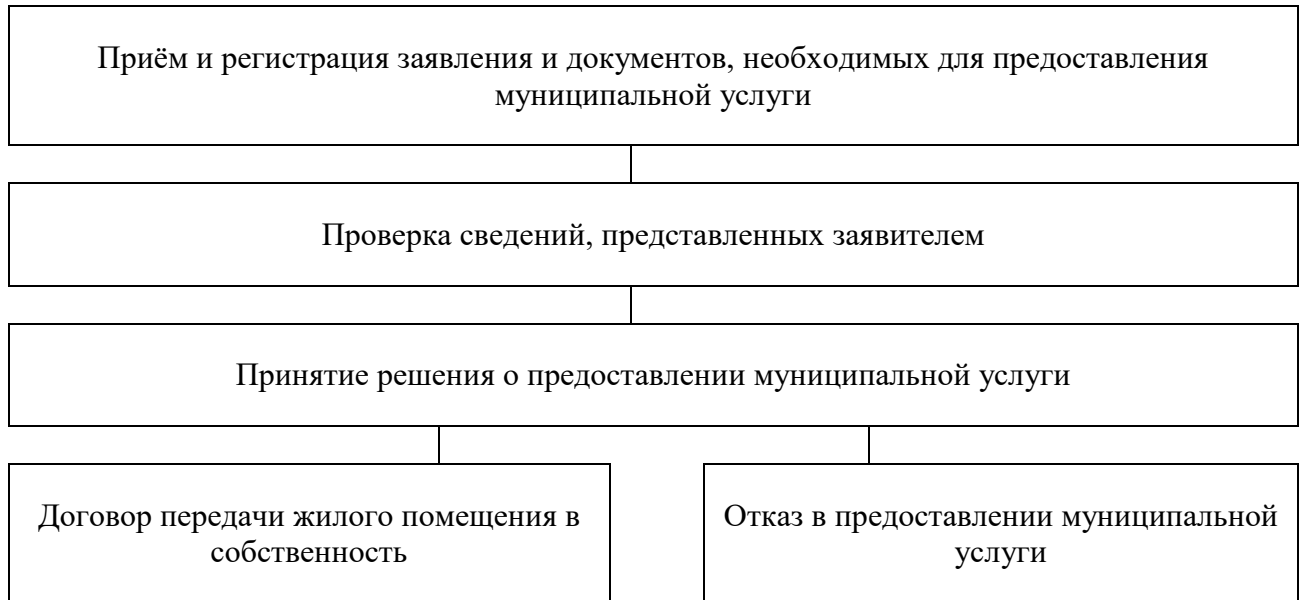 Приём и регистрация заявления и документов, необходимых для предоставления
муниципальной услуги
Проверка сведений, представленных заявителем
Принятие решения о предоставлении муниципальной услуги
Договор передачи жилого помещения в
собственность
Отказ в предоставлении муниципальной
услуги